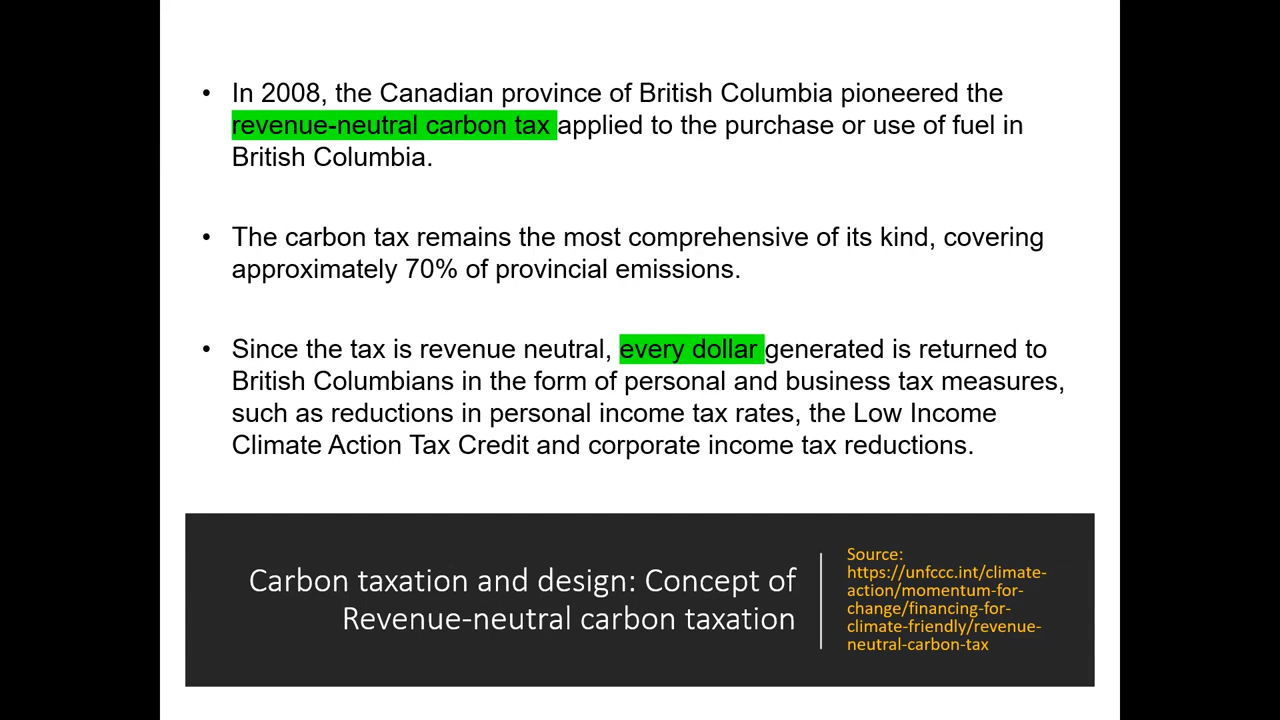 • In 2008, the Canadian province of British Columbia pioneered the
revenue-neutral carbon tax applied to the purchase or use of fuel in
British Columbia.
• The carbon tax remains the most comprehensive of its kind, covering
approximately 70% of provincial emissions.
• Since the tax is revenue neutral, every dollar generated is returned to
British Columbians in the form of personal and business tax measures,
such as reductions in personal income tax rates, the Low Income
Climate Action Tax Credit and corporate income tax reductions.
Carbon taxation and design: Concept of
Revenue-neutral carbon taxation
Source:
https://unfccc.int/climate-
action/momentum-for-
change/financing-for-
climate-friendly/revenue-
neutral-carbon-tax